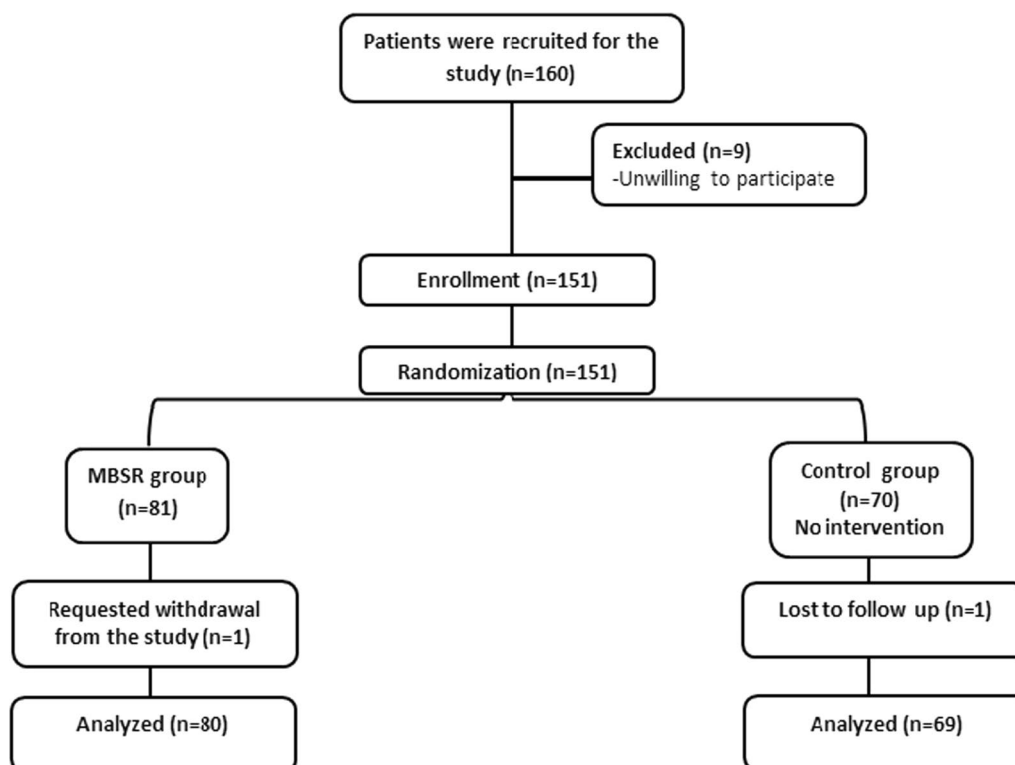 Patients were recruited for the
study (n=160)
Excluded (n=9)
-Unwilling to participate
Enrollment (n=151)
Randomization (n=151)
MBSR group
(n=81)
Control group
(n=70)
No intervention
Requested withdrawal
from the study (n=1)
Lost to follow up (n=1)
Analyzed (n=80)
Analyzed (n=69)